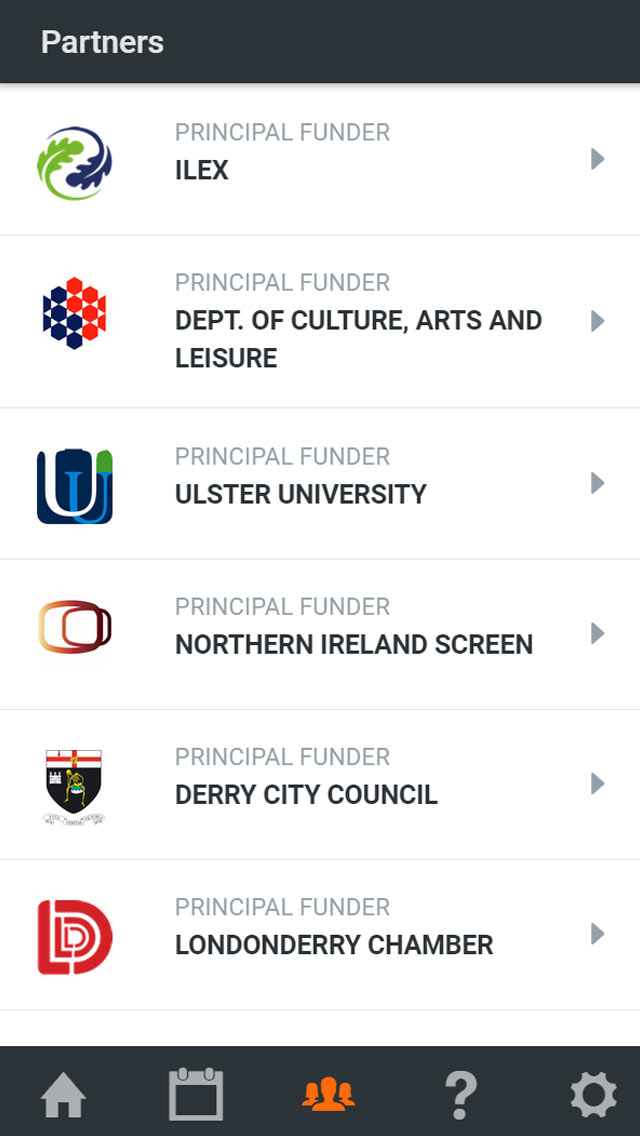 Partners
PRINCIPAL FUNDER
ILEX
PRINCIPAL FUNDER
DEPT. OF CULTURE, ARTS AND
LEISURE
PRINCIPAL FUNDER
ULSTER UNIVERSITY
PRINCIPAL FUNDER
NORTHERN IRELAND SCREEN
PRINCIPAL FUNDER
DERRY CITY COUNCIL
PRINCIPAL FUNDER
LONDONDERRY CHAMBER